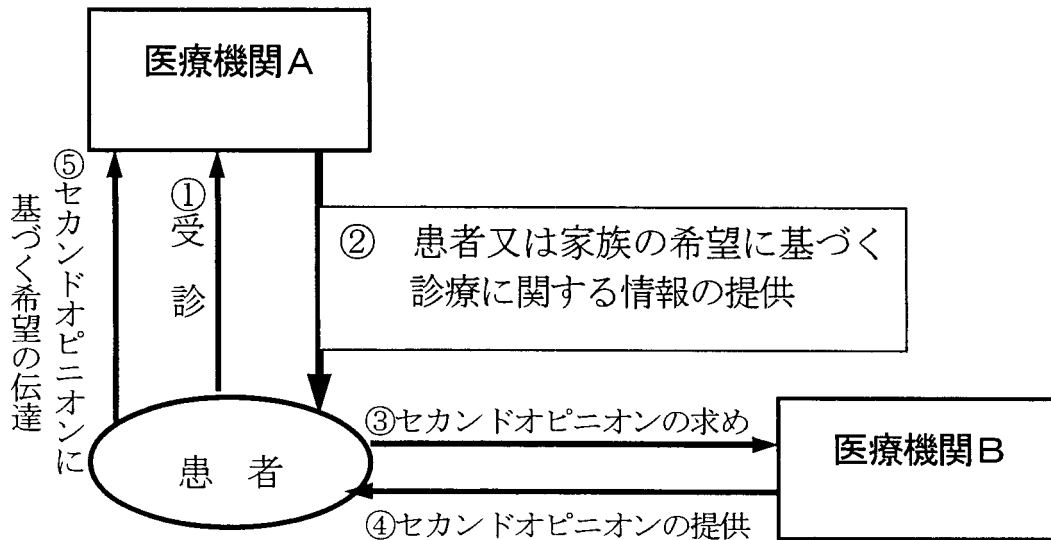 医療機関A
⑤セカンドオピニオンに
基づく希望の伝達
①受診
② 患者又は家族の希望に基づく
診療に関する情報の提供
③セカンドオピニオンの求め
患 者
医療機関B
④セカンドオピニオンの提供